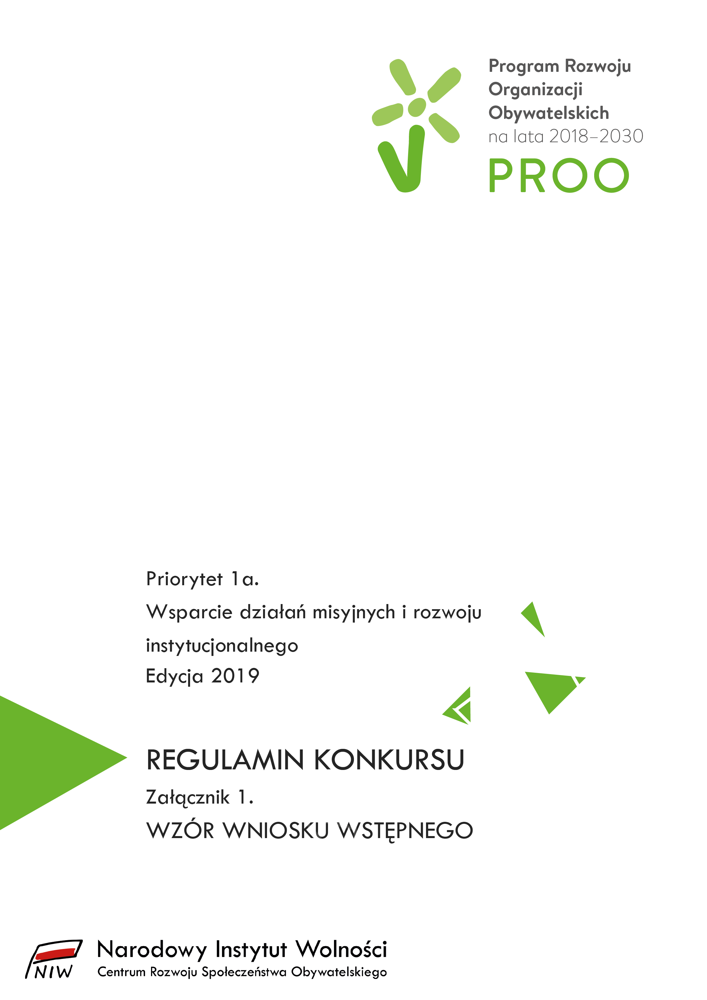 Program Rozwoju
Organizacji
Obywatelskich
na lata 2018–2030
PROO
Priorytet 1a.
Wsparcie działań misyjnych i rozwoju
instytucjonalnego
Edycja 2019
REGULAMIN KONKURSU
Załącznik 1.
WZÓR WNIOSKU WSTĘPNEGO
NIW
Narodowy Instytut Wolności
Centrum Rozwoju Społeczeństwa Obywatelskiego